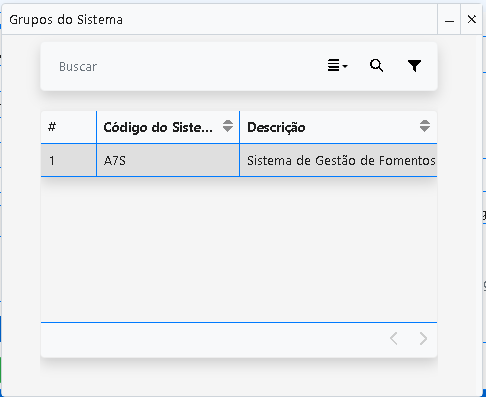 Grupos do Sistema
Buscar
# Código do Siste... Descrição
1 A7S Sistema de Gestão de Fomentos